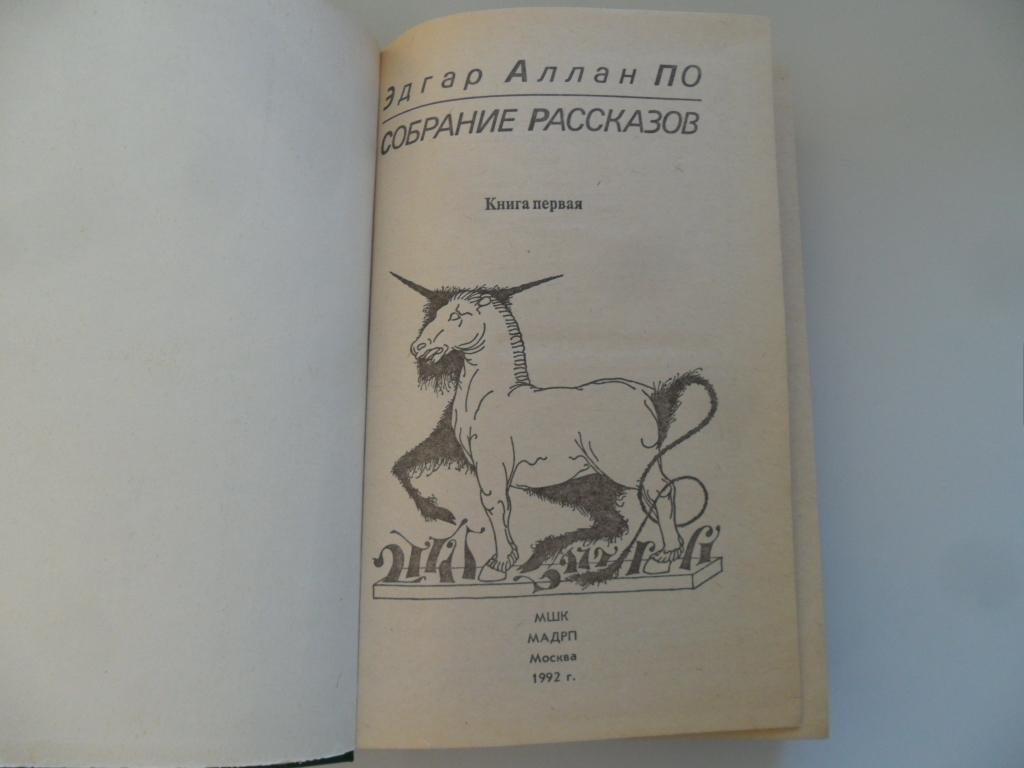 Эдгар Аллан ПО
СОБРАНИЕ РАССКАЗОВ
Книга первая
МШК
МАДРП
Москва
1992 г.